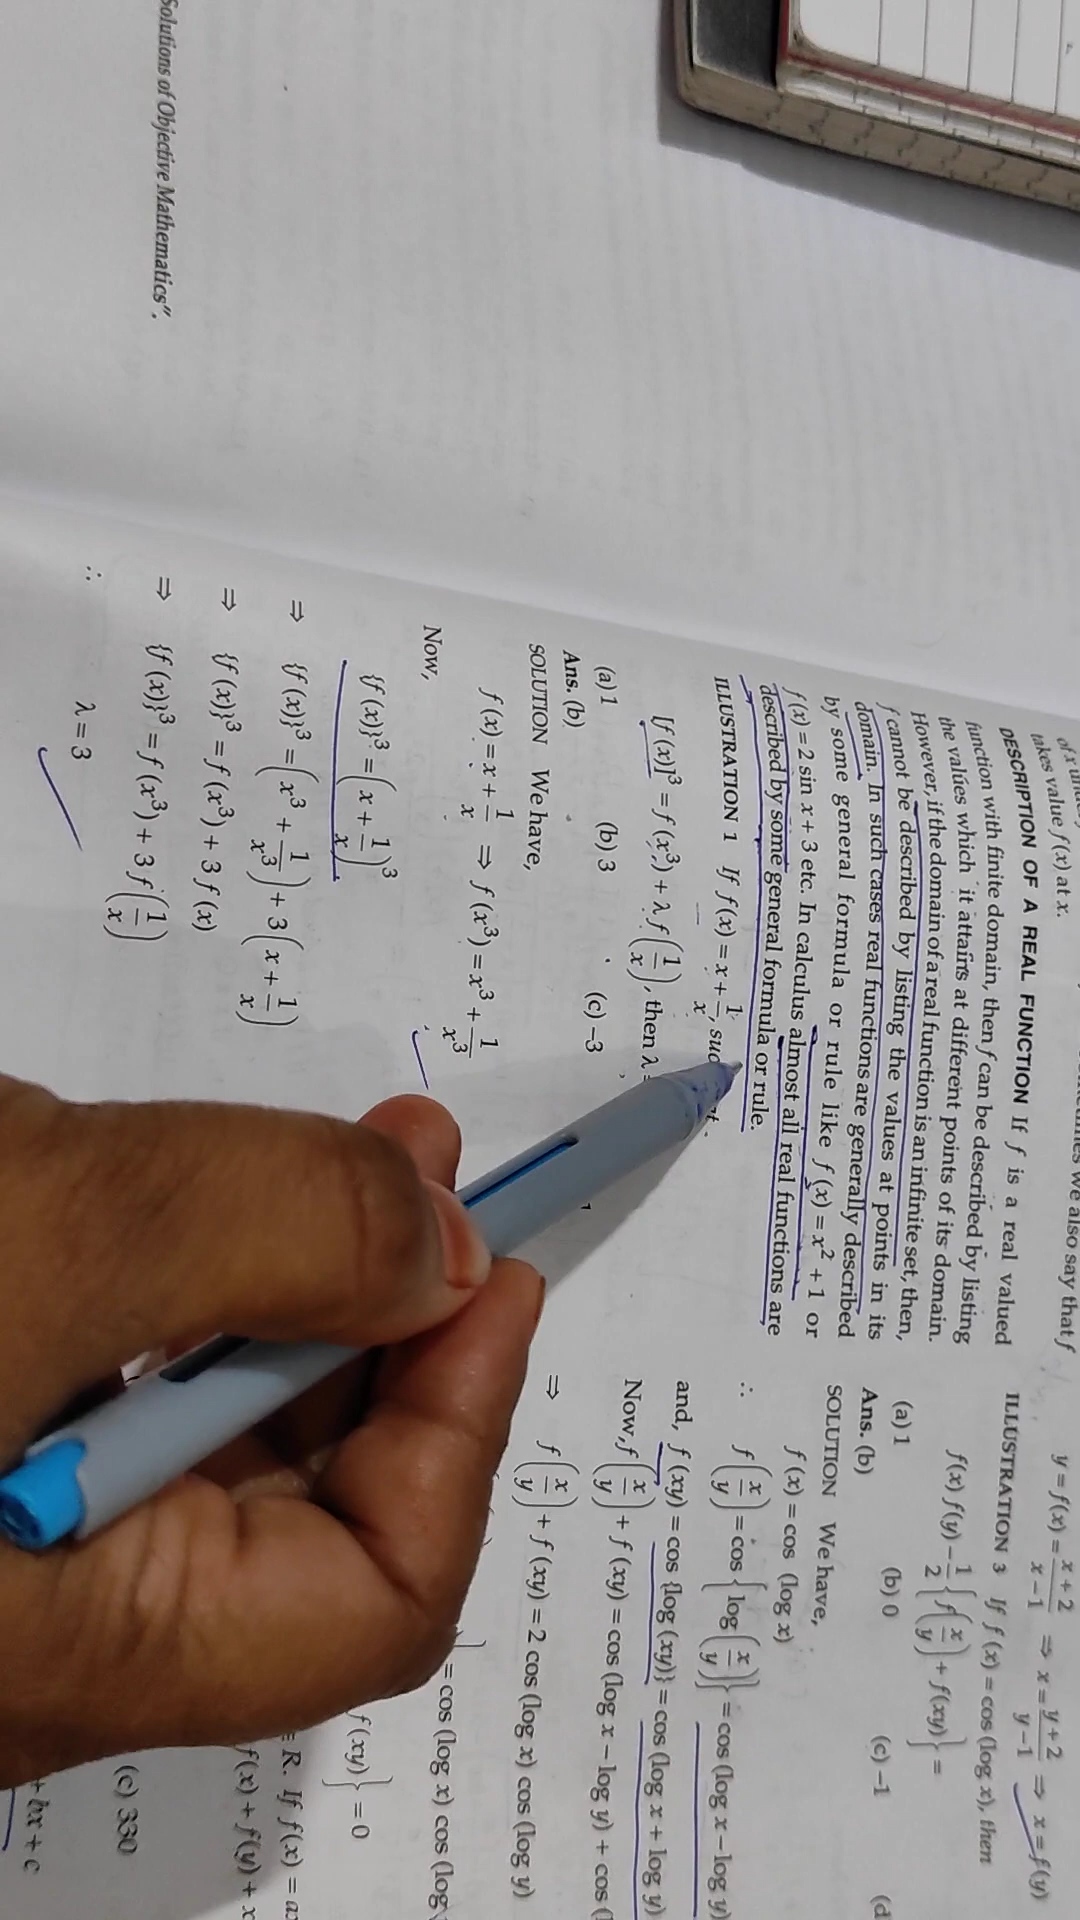 Solutions of Objective Mathematics".
takes value f(x) at x.
DESCRIPTION OF A REAL FUNCTION If f is a real valued
function with finite domain, then f can be described by listing
the values which it attains at different points of its domain.
However, if the domain of a real function is an infinite set, then,
f cannot be described by listing the values at points in its
domain. In such cases real functions are generally described
by some general formula or rule like f(x) = x² + 1 or
f(x) = 2 sin x + 3 etc. In calculus almost all real functions are
described by some general formula or rule.
ILLUSTRATION 1 If f(x) = x + 1/x,
[f(x)]³ = f(x³) + λ f(1/x), then λ
(a) 1 (b) 3 (c) –3
Ans. (b)
SOLUTION We have,
f(x) = x + 1/x ⇒ f(x³) = x³ + 1/x³
Now,
{f(x)}³ = (x + 1/x)³
⇒ {f(x)}³ = (x³ + 1/x³) + 3(x + 1/x)
⇒ {f(x)}³ = f(x³) + 3 f(x)
⇒ {f(x)}³ = f(x³) + 3 f(1/x)
∴ λ = 3
we also say that f
y = f(x) = (x + 2)/(x – 1) ⇒ x = (y + 2)/(y – 1) ⇒ x = f(y)
ILLUSTRATION 3 If f(x) = cos (log x), then
f(x) f(y) – 1/2 {f(x/y) + f(xy)} =
(a) 1 (b) 0 (c) –1 (d
Ans. (b)
SOLUTION We have,
f(x) = cos (log x)
∴ f(x/y) = cos {log (x/y)} = cos (log x – log y)
and, f(xy) = cos {log (xy)} = cos (log x + log y)
Now, f(x/y) + f(xy) = cos (log x – log y) + cos (l
⇒ f(x/y) + f(xy) = 2 cos (log x) cos (log y)
= cos (log x) cos (log
f(xy)} = 0
R. If f(x) = a
f(x) + f(y) + x
(c) 330
+ bx + c